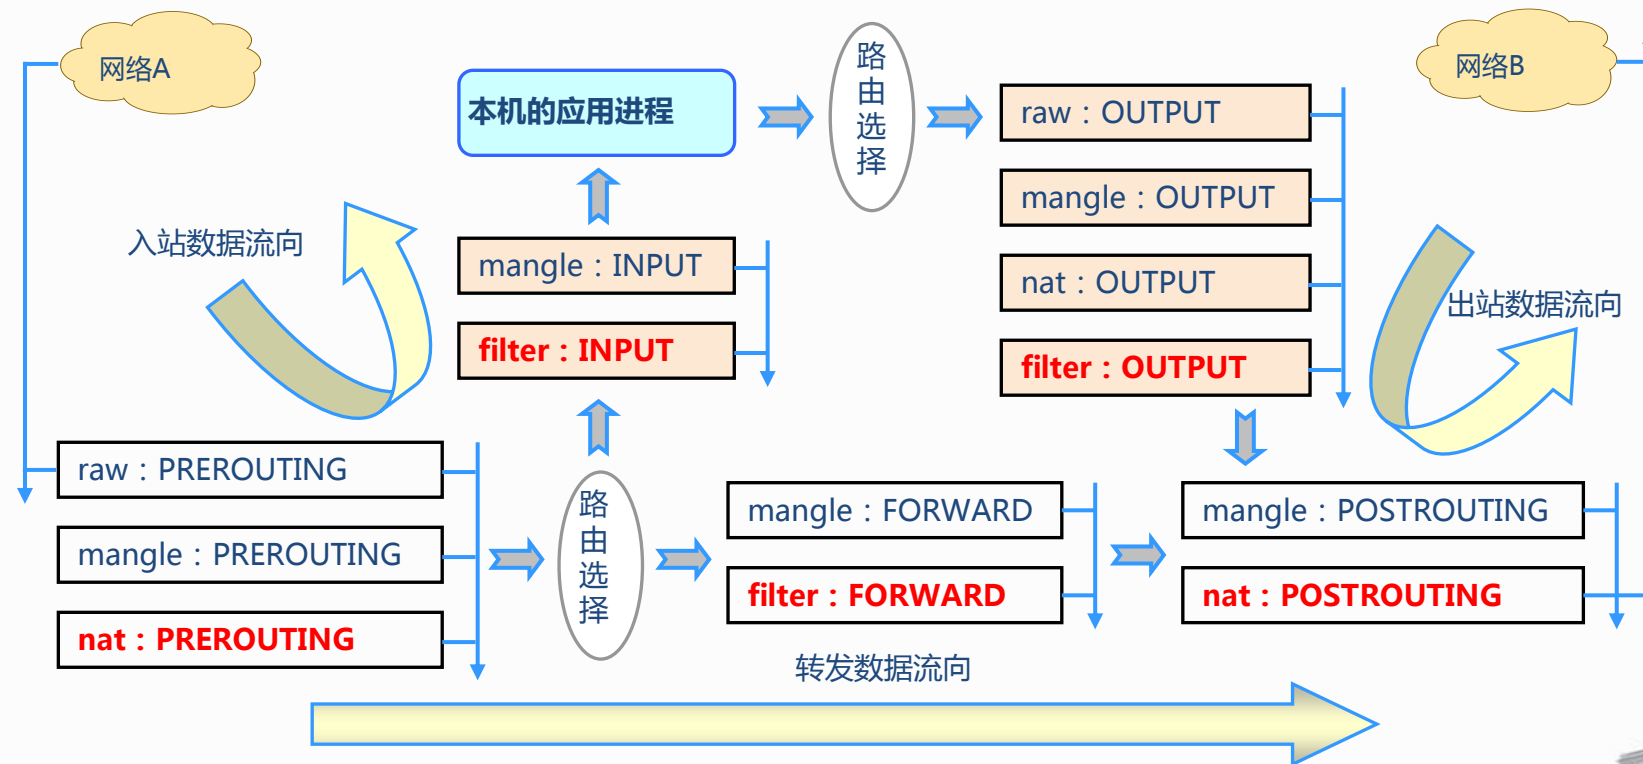 网络A
网络B
本机的应用进程
路由选择
raw：OUTPUT
mangle：OUTPUT
nat：OUTPUT
filter：OUTPUT
入站数据流向
mangle：INPUT
filter：INPUT
出站数据流向
raw：PREROUTING
mangle：PREROUTING
nat：PREROUTING
路由选择
mangle：FORWARD
filter：FORWARD
mangle：POSTROUTING
nat：POSTROUTING
转发数据流向